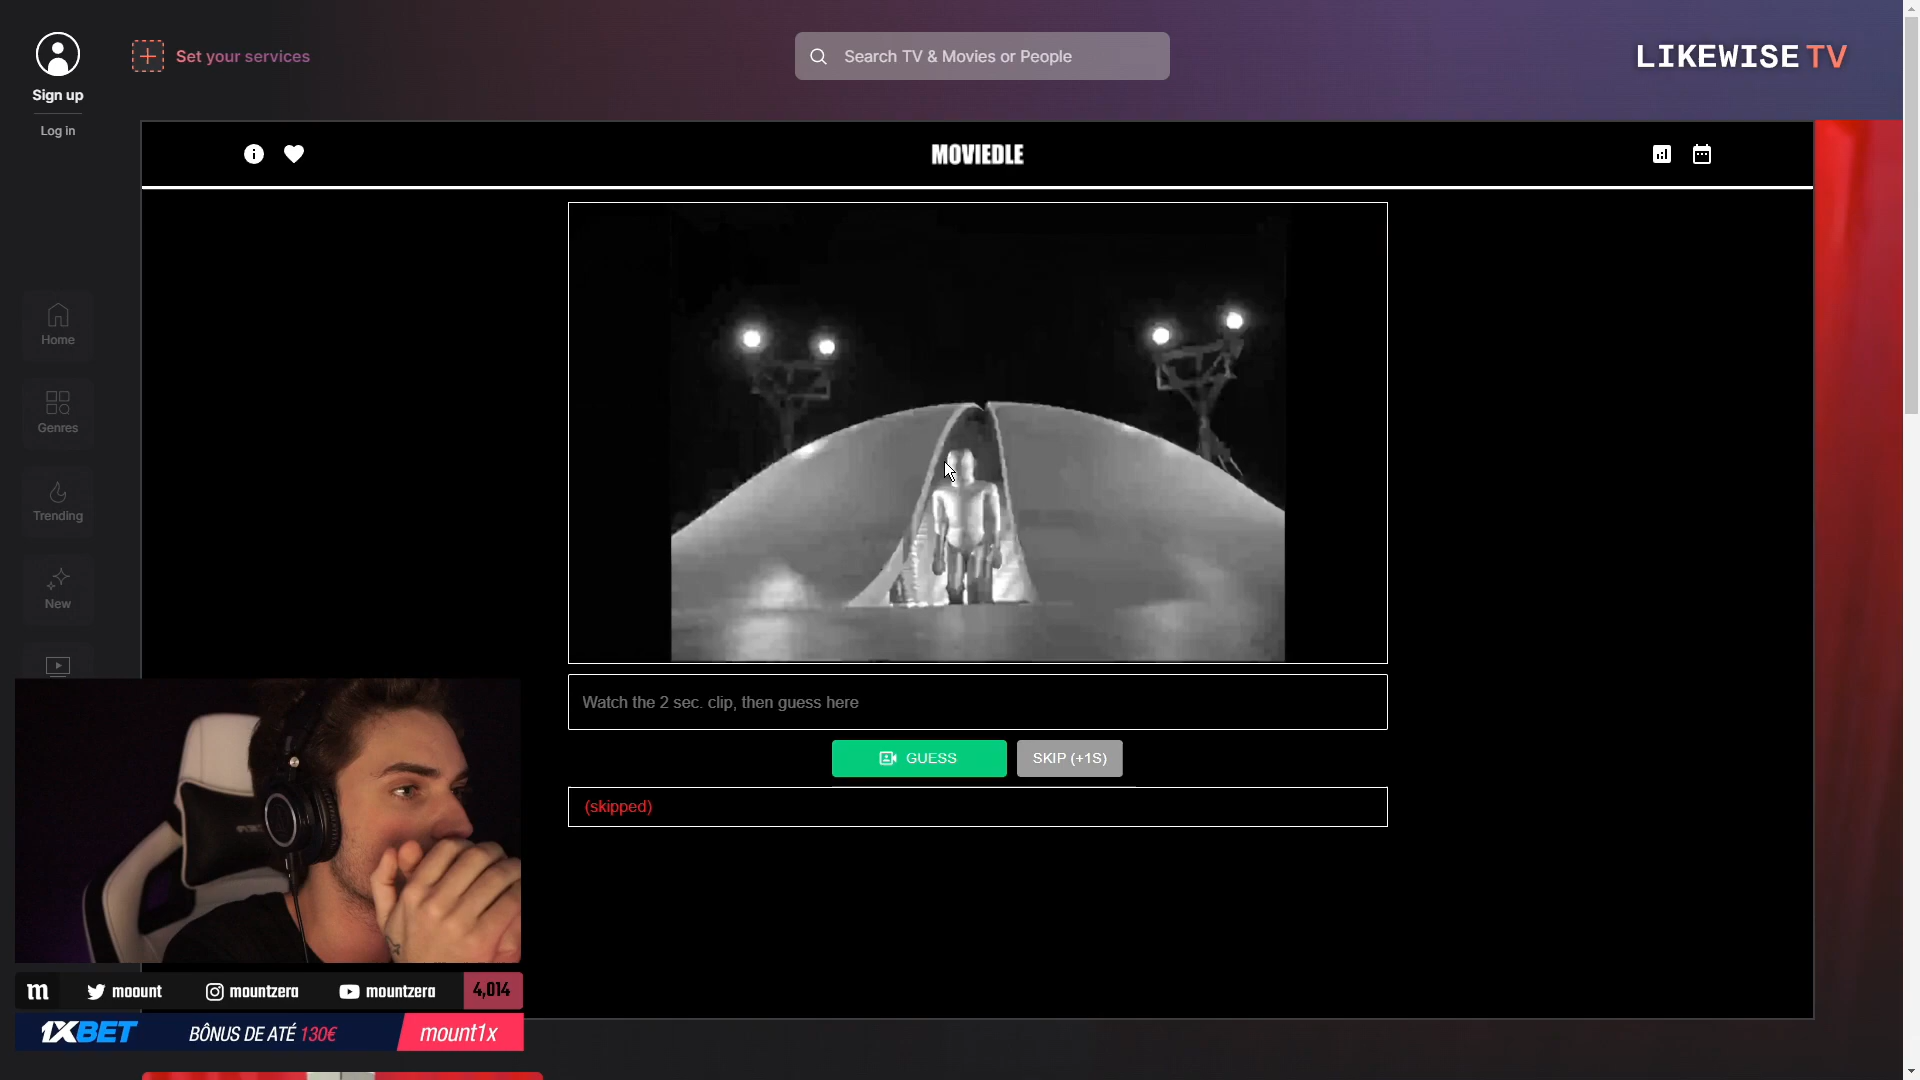 Set your services
Search TV & Movies or People
LIKEWISE TV
Sign up
Log in
MOVIEDLE
Home
Genres
Trending
New
Watch the 2 sec. clip, then guess here
GUESS
SKIP (+1S)
(skipped)
m moount mountzera mountzera 4,014
1XBET BÔNUS DE ATÉ 130€ mount1x